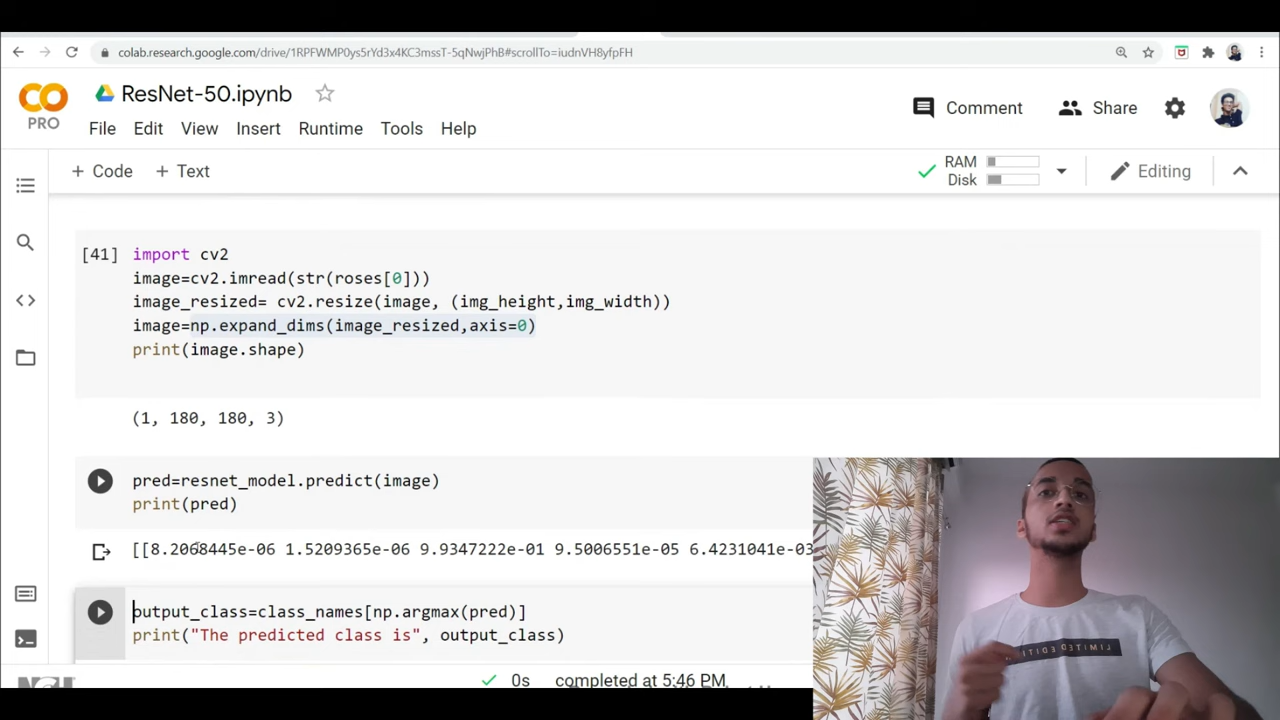 colab.research.google.com/drive/1RPFWMP0ys5rYd3x4KC3mssT-5qNwjPhB#scrollTo=iudnVH8yfpFH
CO
PRO
ResNet-50.ipynb
Comment
Share
File Edit View Insert Runtime Tools Help
+ Code + Text
RAM
Disk
Editing
[41] import cv2
image=cv2.imread(str(roses[0]))
image_resized= cv2.resize(image, (img_height,img_width))
image=np.expand_dims(image_resized,axis=0)
print(image.shape)
(1, 180, 180, 3)
pred=resnet_model.predict(image)
print(pred)
[[8.2068445e-06 1.5209365e-06 9.9347222e-01 9.5006551e-05 6.4231041e-03
output_class=class_names[np.argmax(pred)]
print("The predicted class is", output_class)
0s completed at 5:46 PM
LIMITED EDITI